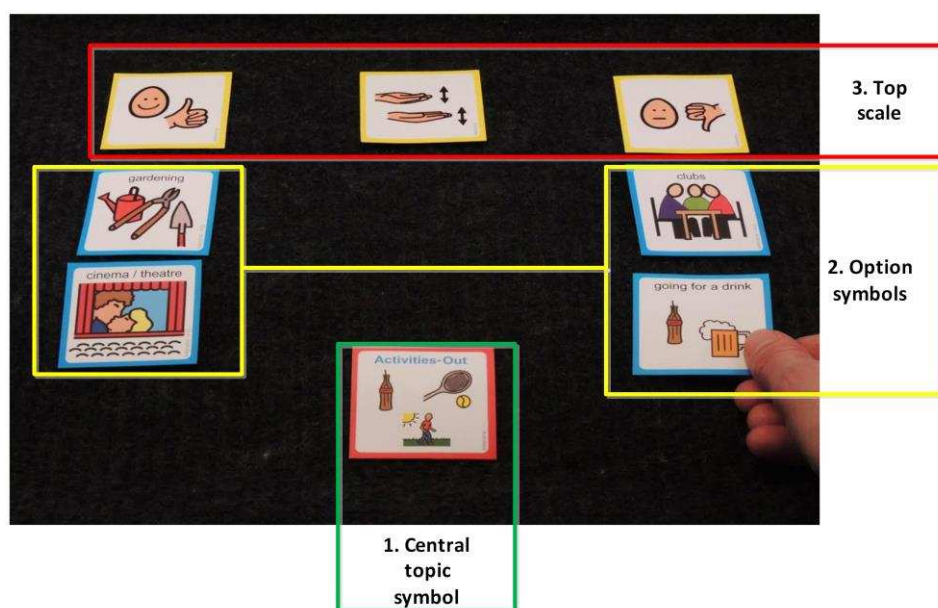 3. Top
scale
gardening
clubs
cinema / theatre
going for a drink
2. Option
symbols
Activities-Out
1. Central
topic
symbol